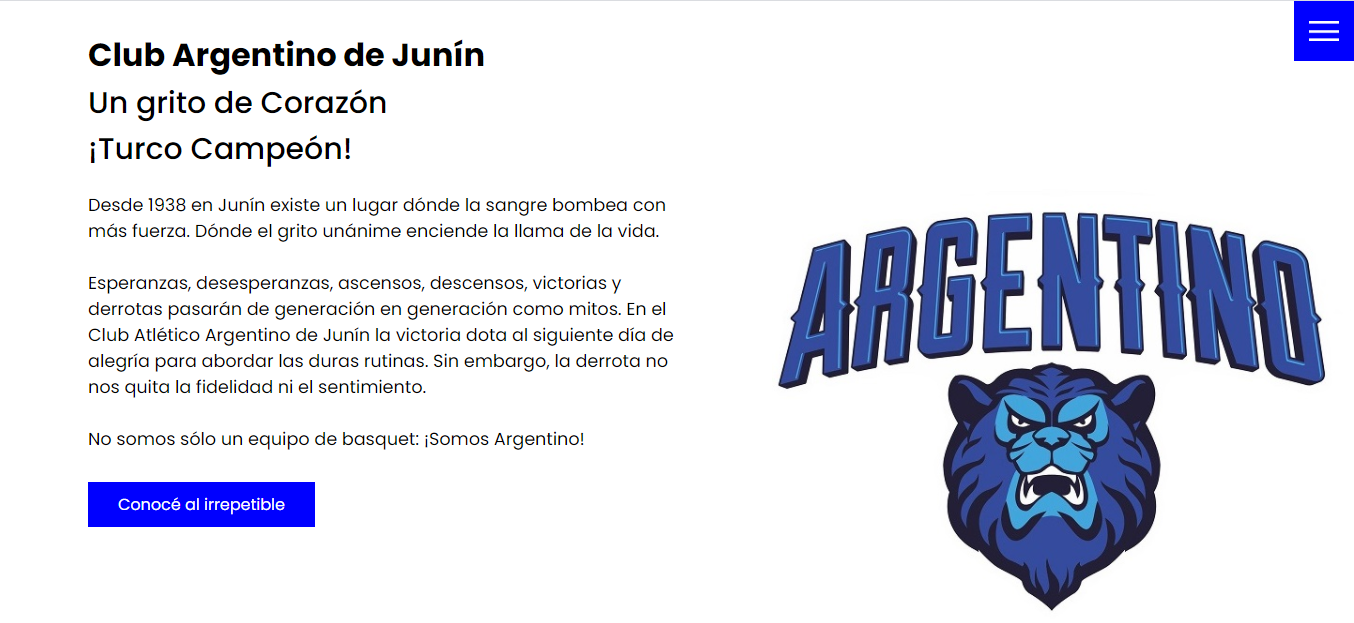 Club Argentino de Junín
Un grito de Corazón
¡Turco Campeón!
Desde 1938 en Junín existe un lugar dónde la sangre bombea con
más fuerza. Dónde el grito unánime enciende la llama de la vida.
Esperanzas, desesperanzas, ascensos, descensos, victorias y
derrotas pasarán de generación en generación como mitos. En el
Club Atlético Argentino de Junín la victoria dota al siguiente día de
alegría para abordar las duras rutinas. Sin embargo, la derrota no
nos quita la fidelidad ni el sentimiento.
No somos sólo un equipo de basquet: ¡Somos Argentino!
Conocé al irrepetible
ARGENTINO